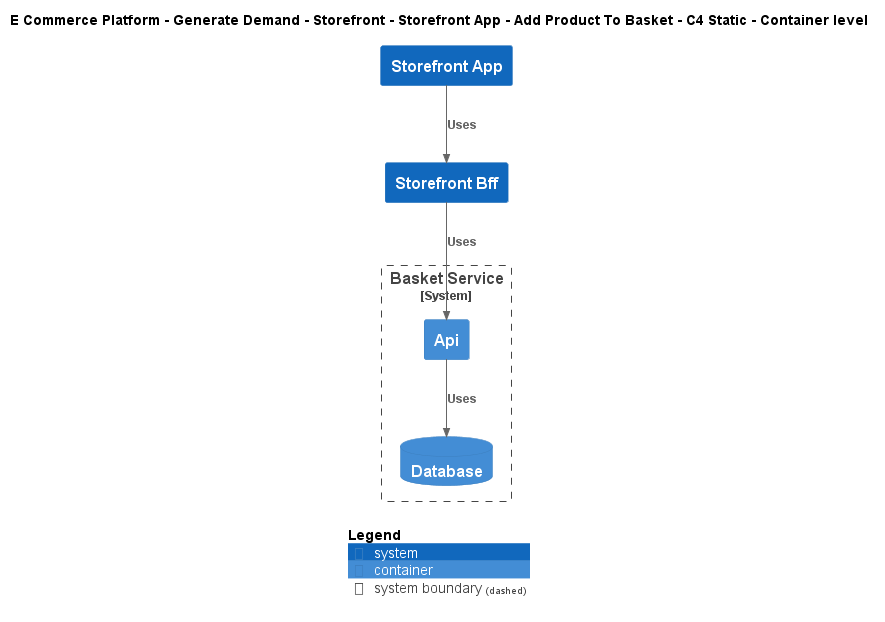 E Commerce Platform - Generate Demand - Storefront - Storefront App - Add Product To Basket - C4 Static - Container level
Storefront App
Uses
Storefront Bff
Uses
Basket Service
[System]
Api
Uses
Database
Legend
system
container
system boundary (dashed)